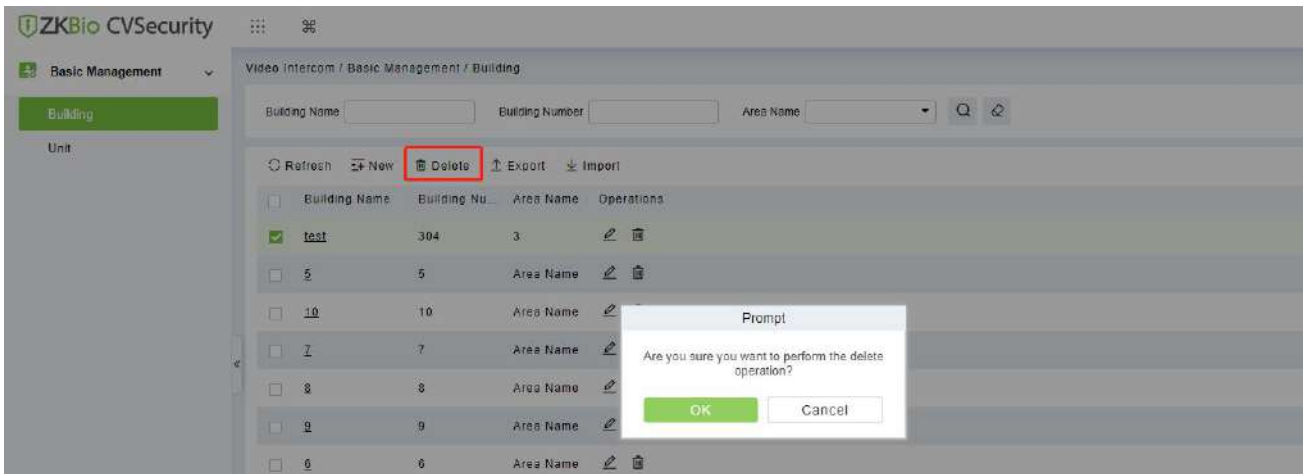 ZKBio CVSecurity
Basic Management
Video Intercom / Basic Management / Building
Building
Unit
Building Name Building Number Area Name
Refresh New Delete Export Import
Building Name Building Nu... Area Name Operations
test 304 3
5 5 Area Name
10 10 Area Name
7 7 Area Name
8 8 Area Name
9 9 Area Name
6 6 Area Name
Prompt
Are you sure you want to perform the delete
operation?
OK Cancel